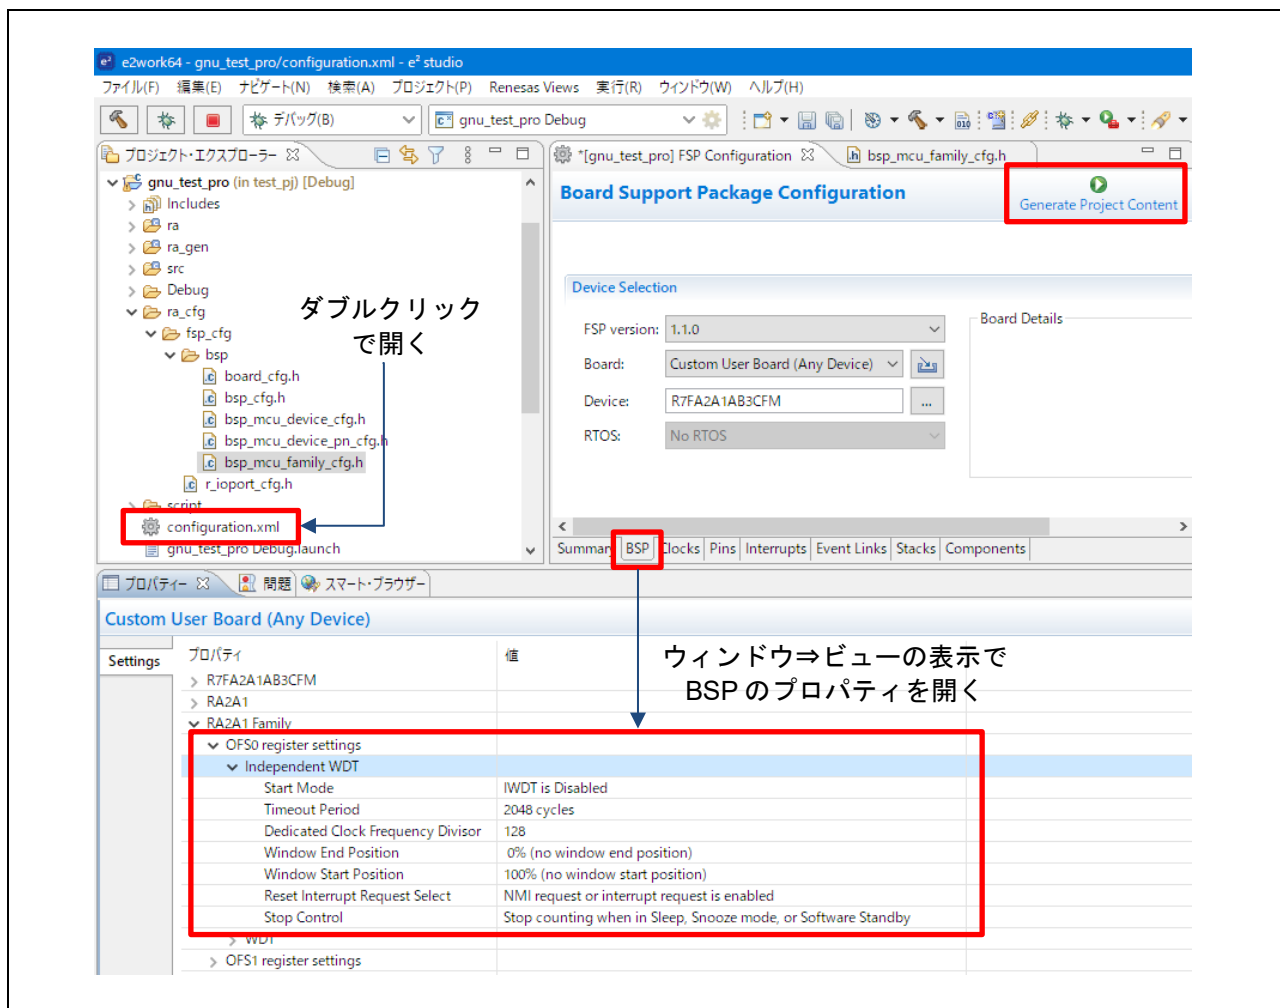 e2work64 - gnu_test_pro/configuration.xml - e² studio
ファイル(F) 編集(E) ナビゲート(N) 検索(A) プロジェクト(P) Renesas Views 実行(R) ウィンドウ(W) ヘルプ(H)
デバッグ(B) gnu_test_pro Debug
プロジェクト・エクスプローラー
*[gnu_test_pro] FSP Configuration bsp_mcu_family_cfg.h
gnu_test_pro (in test_pj) [Debug]
Includes
ra
ra_gen
src
Debug
ra_cfg
fsp_cfg
bsp
board_cfg.h
bsp_cfg.h
bsp_mcu_device_cfg.h
bsp_mcu_device_pn_cfg.h
bsp_mcu_family_cfg.h
r_ioport_cfg.h
script
configuration.xml
gnu_test_pro Debug.launch
ダブルクリック
で開く
Board Support Package Configuration
Generate Project Content
Device Selection
FSP version: 1.1.0
Board: Custom User Board (Any Device)
Device: R7FA2A1AB3CFM ...
RTOS: No RTOS
Board Details
Summary BSP Clocks Pins Interrupts Event Links Stacks Components
プロパティー 問題 スマート・ブラウザー
Custom User Board (Any Device)
ウィンドウ⇒ビューの表示で
BSP のプロパティを開く
Settings
プロパティ 値
R7FA2A1AB3CFM
RA2A1
RA2A1 Family
OFS0 register settings
Independent WDT
Start Mode IWDT is Disabled
Timeout Period 2048 cycles
Dedicated Clock Frequency Divisor 128
Window End Position 0% (no window end position)
Window Start Position 100% (no window start position)
Reset Interrupt Request Select NMI request or interrupt request is enabled
Stop Control Stop counting when in Sleep, Snooze mode, or Software Standby
WDT
OFS1 register settings